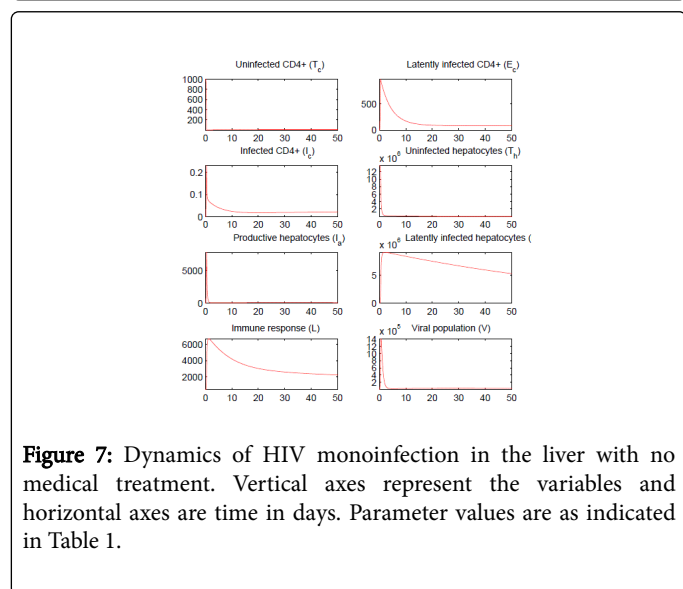 Uninfected CD4+ (T_c)
1000
800
600
400
200
0 10 20 30 40 50
Latently infected CD4+ (E_c)
500
0
0 10 20 30 40 50
Infected CD4+ (I_c)
0.2
0.1
0
0 10 20 30 40 50
Uninfected hepatocytes (T_h)
x 10^6
12
10
8
6
4
2
0 10 20 30 40 50
Productive hepatocytes (I_a)
5000
0
0 10 20 30 40 50
Latently infected hepatocytes (
x 10^6
5
0
0 10 20 30 40 50
Immune response (L)
6000
4000
2000
0 10 20 30 40 50
Viral population (V)
x 10^5
14
12
10
8
6
4
2
0 10 20 30 40 50
Figure 7: Dynamics of HIV monoinfection in the liver with no
medical treatment. Vertical axes represent the variables and
horizontal axes are time in days. Parameter values are as indicated
in Table 1.